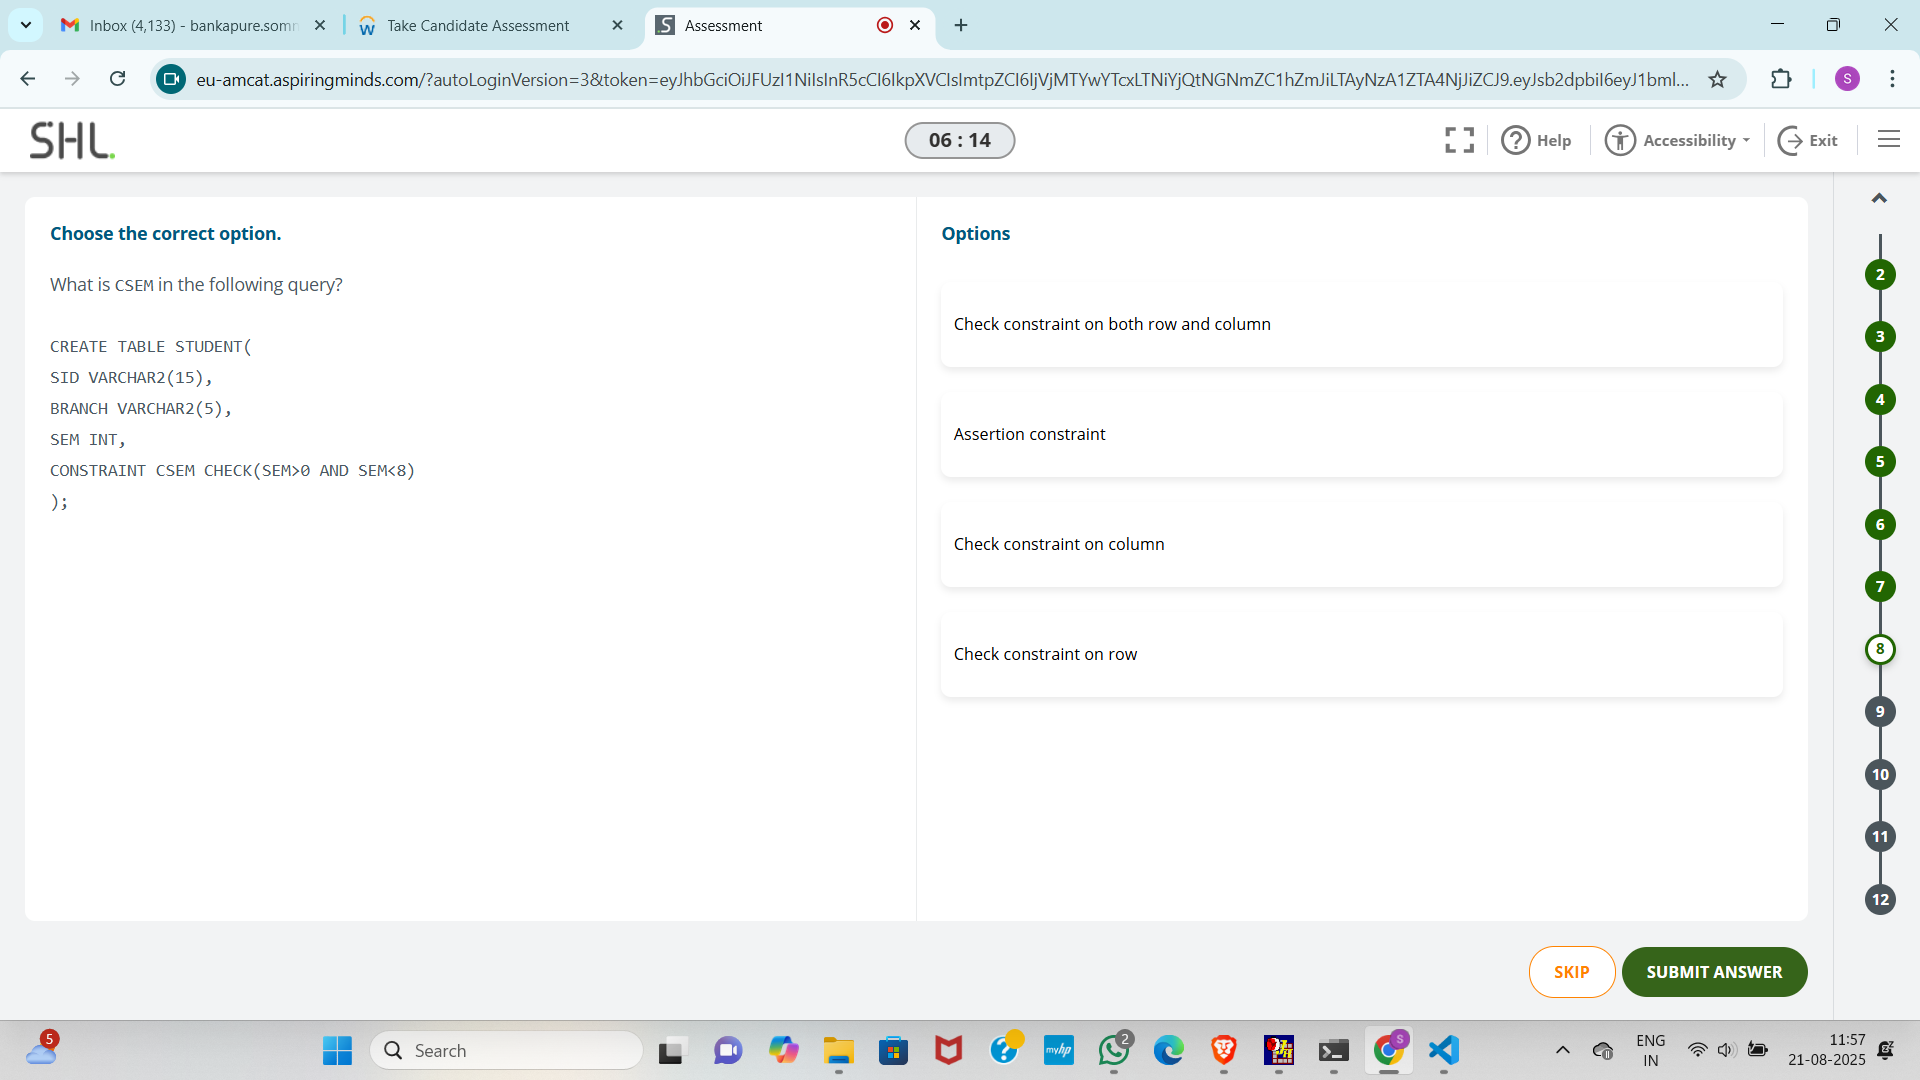 Inbox (4,133) - bankapure.somn
Take Candidate Assessment
Assessment
eu-amcat.aspiringminds.com/?autoLoginVersion=3&token=eyJhbGciOiJFUzI1NiIsInR5cCI6IkpXVCIsImtpZCI6IjVjMTYwYTcxLTNiYjQtNGNmZC1hZmJiLTAyNzA1ZTA4NjJiZCJ9.eyJsb2dpbiI6eyJ1bml...
S
SHL.
06 : 14
Help
Accessibility
Exit
Choose the correct option.
What is CSEM in the following query?
CREATE TABLE STUDENT(
SID VARCHAR2(15),
BRANCH VARCHAR2(5),
SEM INT,
CONSTRAINT CSEM CHECK(SEM>0 AND SEM<8)
);
Options
Check constraint on both row and column
Assertion constraint
Check constraint on column
Check constraint on row
2
3
4
5
6
7
8
9
10
11
12
SKIP
SUBMIT ANSWER
5
Search
myhp
2
S
ENG
IN
11:57
21-08-2025